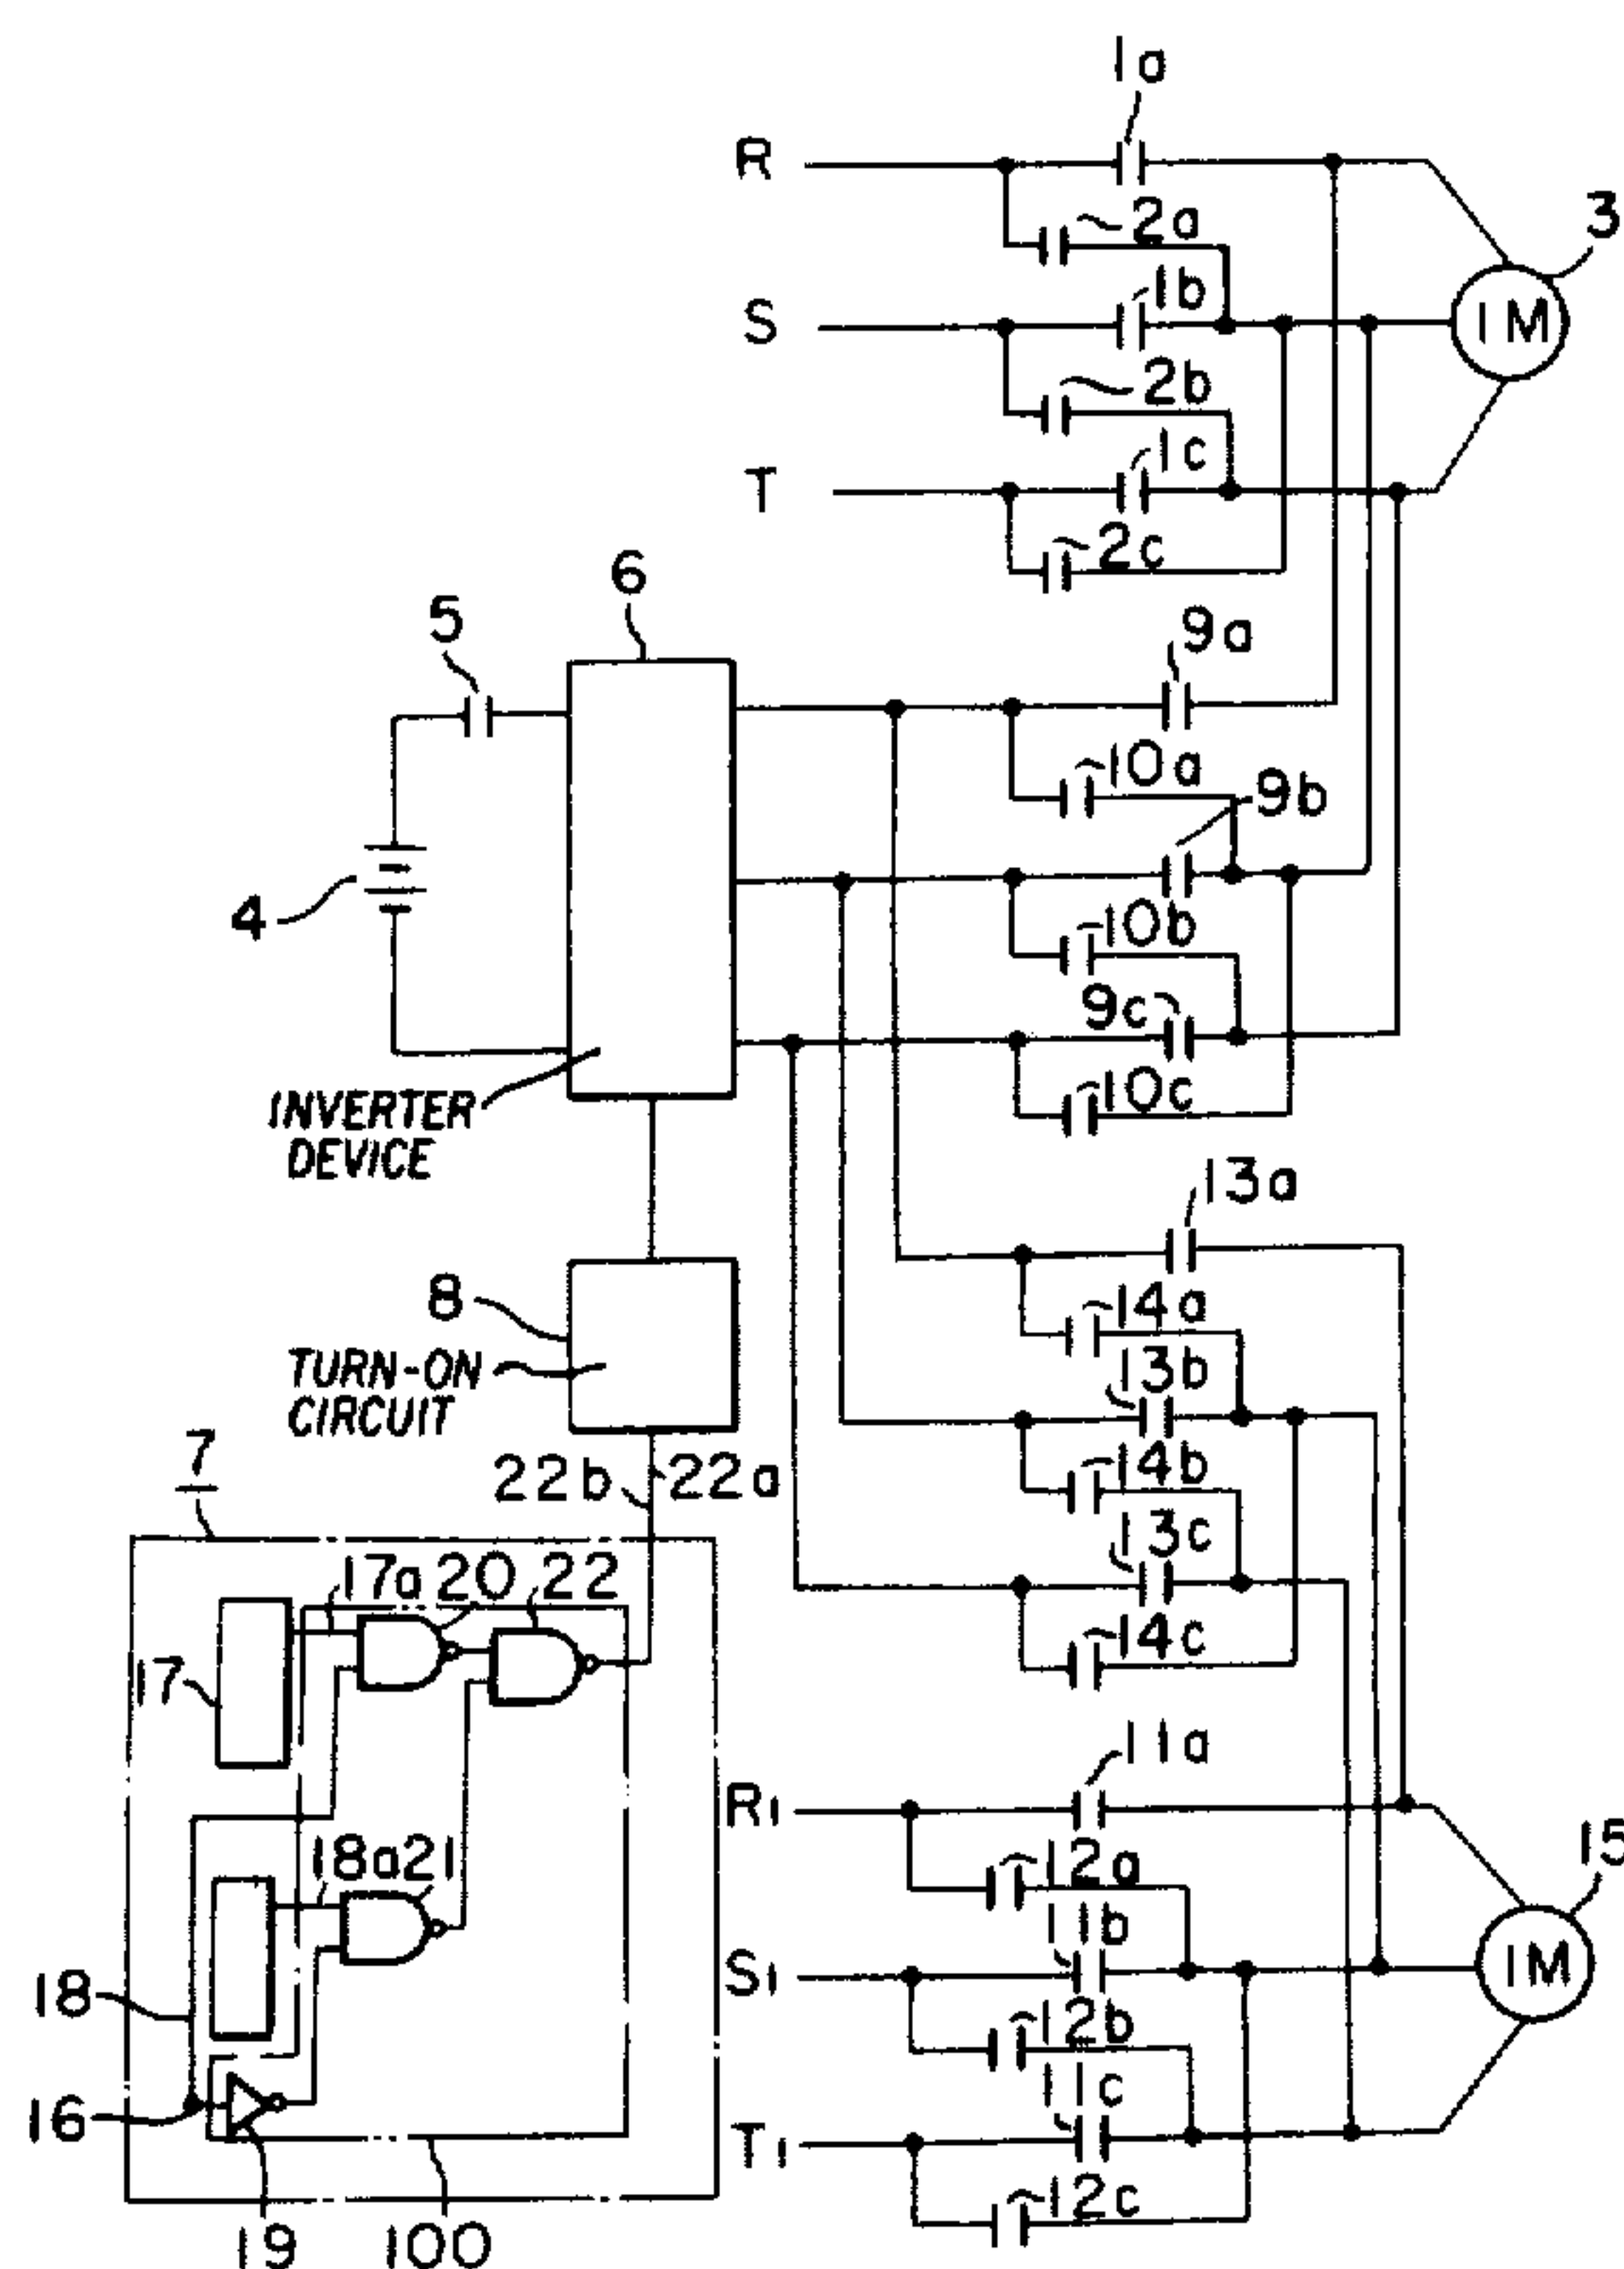 1a
R
2a
3
1b
S
IM
2b
1c
T
2c
6
5
9a
10a
9b
4
10b
9c
10c
INVERTER
DEVICE
13a
8
14a
TURN-ON
CIRCUIT
13b
7
14b
22b
22a
13c
17a
20
22
14c
17
11a
R1
15
18a
21
12a
11b
S1
IM
18
12b
11c
16
T1
12c
19
100